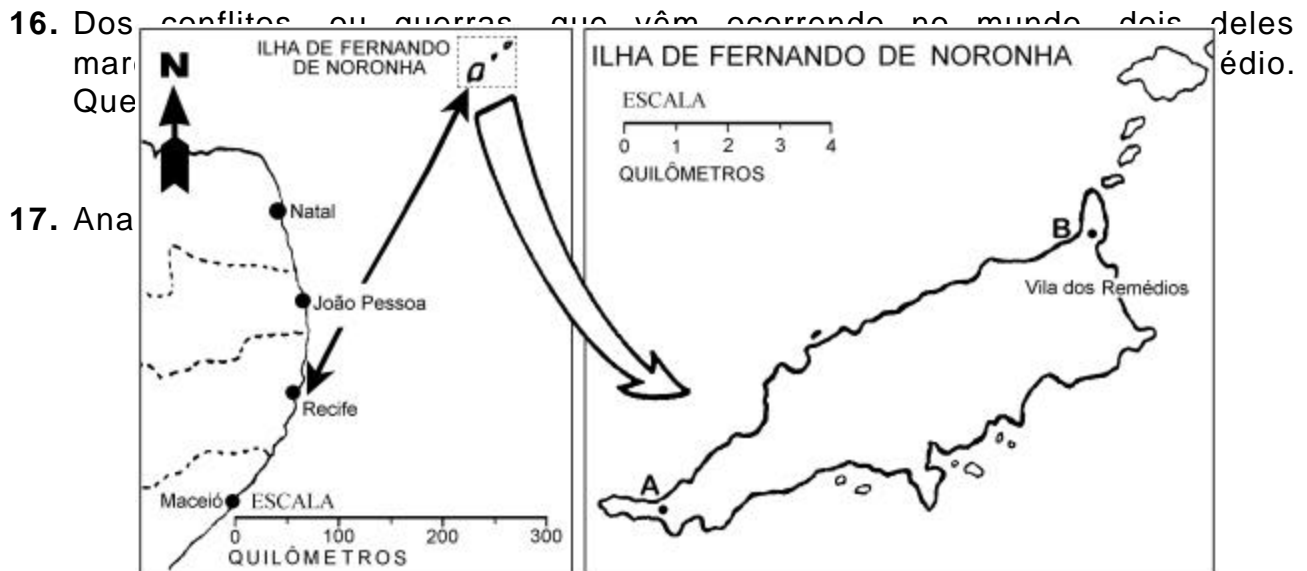 16. Dos conflitos, ou guerras, que vêm ocorrendo no mundo, dois deles
mar édio.
Que
17. Ana
ILHA DE FERNANDO
DE NORONHA
N
Natal
João Pessoa
Recife
Maceió
ESCALA
0 100 200 300
QUILÔMETROS
ILHA DE FERNANDO DE NORONHA
ESCALA
0 1 2 3 4
QUILÔMETROS
B
Vila dos Remédios
A